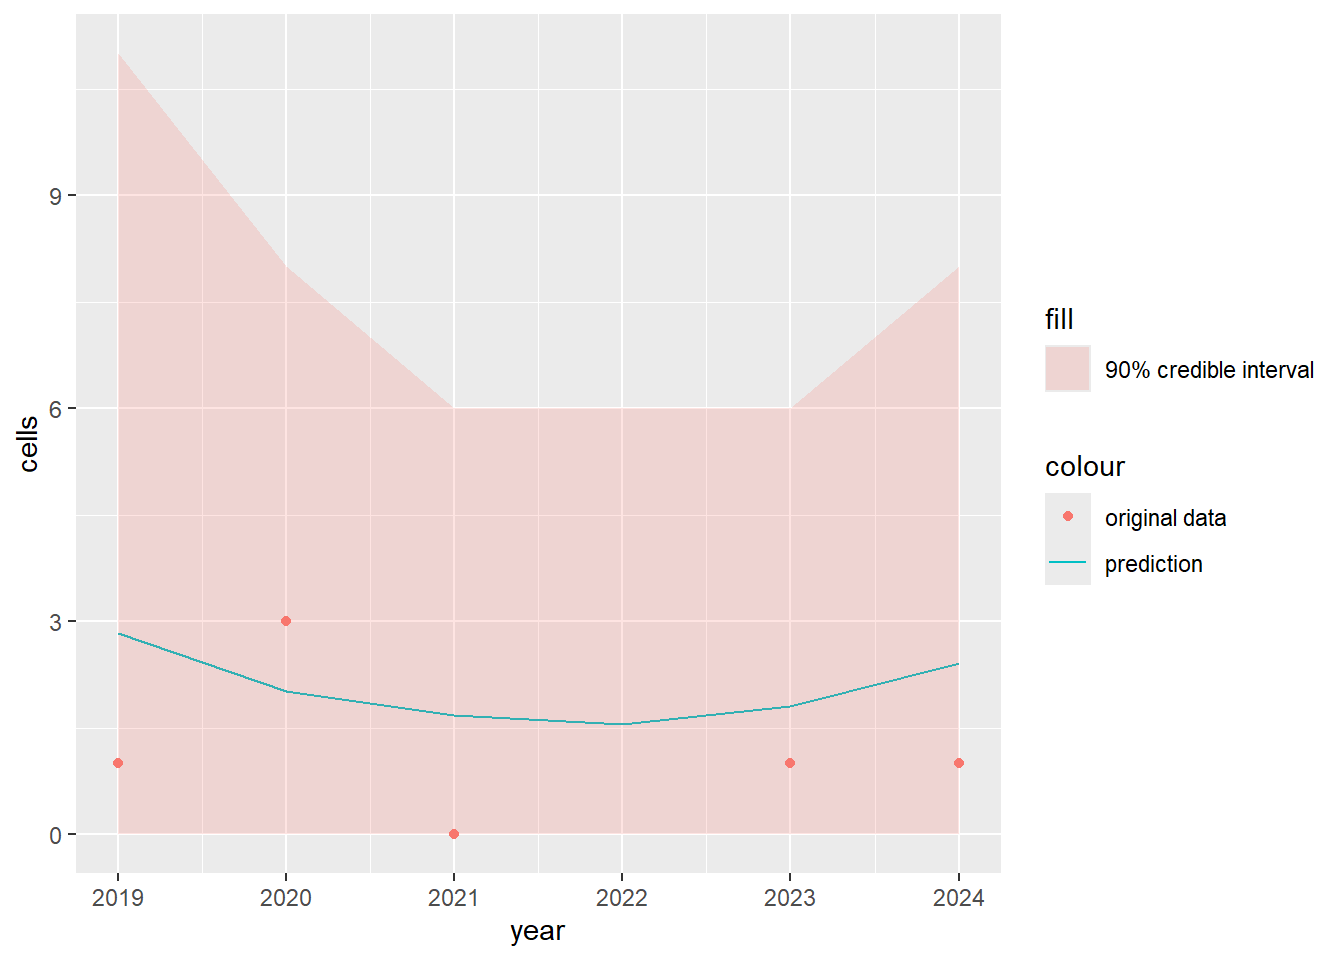 9
6
3
0
cells
2019 2020 2021 2022 2023 2024
year
fill
90% credible interval
colour
original data
prediction